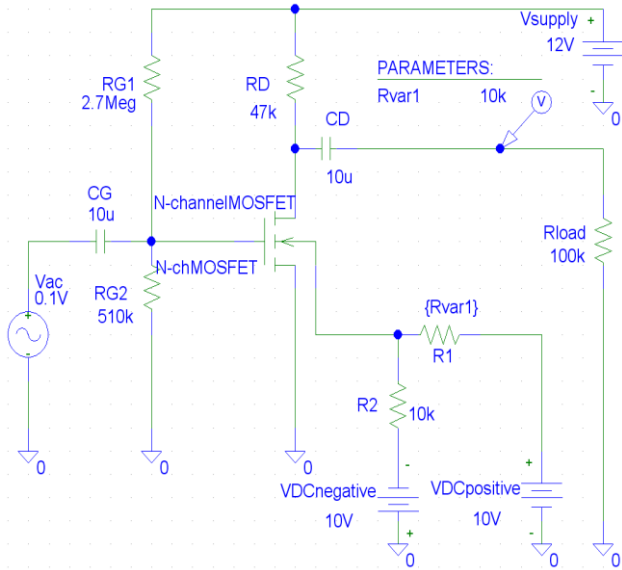 Vsupply +
12V
-
0
RG1
2.7Meg
RD
47k
PARAMETERS:
Rvar1 10k
V
CD
10u
N-channelMOSFET
CG
10u
N-chMOSFET
Vac
0.1V
+
-
RG2
510k
Rload
100k
{Rvar1}
R1
R2
10k
0
0
0
-
VDCnegative
10V
+
0
+
VDCpositive
10V
-
0
0